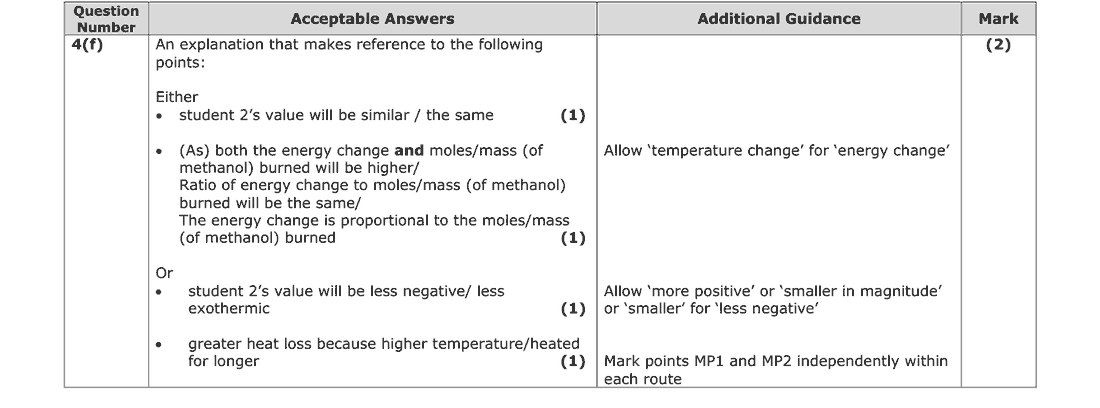 Question Number
Acceptable Answers
Additional Guidance
Mark
4(f)
An explanation that makes reference to the following
points:
(2)
Either
• student 2’s value will be similar / the same (1)
• (As) both the energy change and moles/mass (of
methanol) burned will be higher/
Ratio of energy change to moles/mass (of methanol)
burned will be the same/
The energy change is proportional to the moles/mass
(of methanol) burned (1)
Allow ‘temperature change’ for ‘energy change’
Or
• student 2’s value will be less negative/ less
exothermic (1)
Allow ‘more positive’ or ‘smaller in magnitude’
or ‘smaller’ for ‘less negative’
• greater heat loss because higher temperature/heated
for longer (1)
Mark points MP1 and MP2 independently within
each route